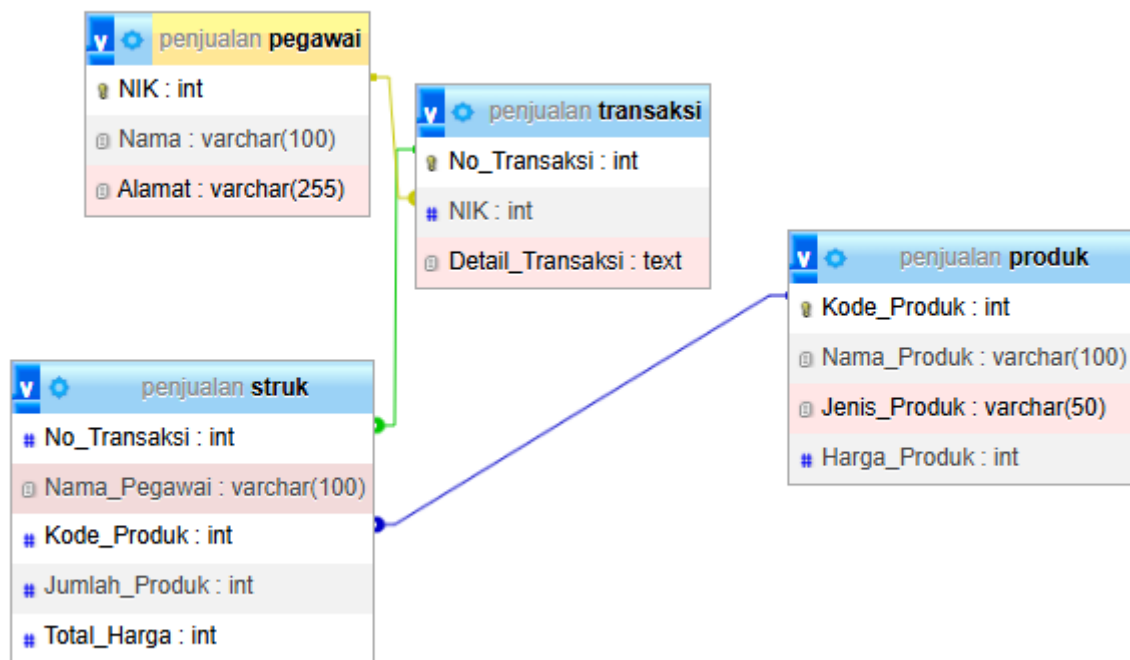 penjualan pegawai
NIK : int
Nama : varchar(100)
Alamat : varchar(255)
penjualan transaksi
No_Transaksi : int
NIK : int
Detail_Transaksi : text
penjualan produk
Kode_Produk : int
Nama_Produk : varchar(100)
Jenis_Produk : varchar(50)
Harga_Produk : int
penjualan struk
No_Transaksi : int
Nama_Pegawai : varchar(100)
Kode_Produk : int
Jumlah_Produk : int
Total_Harga : int